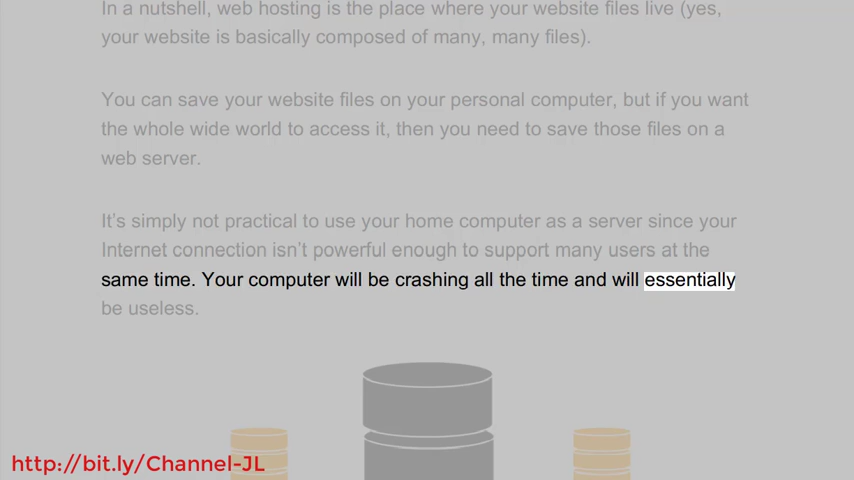 In a nutshell, web hosting is the place where your website files live (yes,
your website is basically composed of many, many files).
You can save your website files on your personal computer, but if you want
the whole wide world to access it, then you need to save those files on a
web server.
It's simply not practical to use your home computer as a server since your
Internet connection isn't powerful enough to support many users at the
same time. Your computer will be crashing all the time and will essentially
be useless.
http://bit.ly/Channel-JL